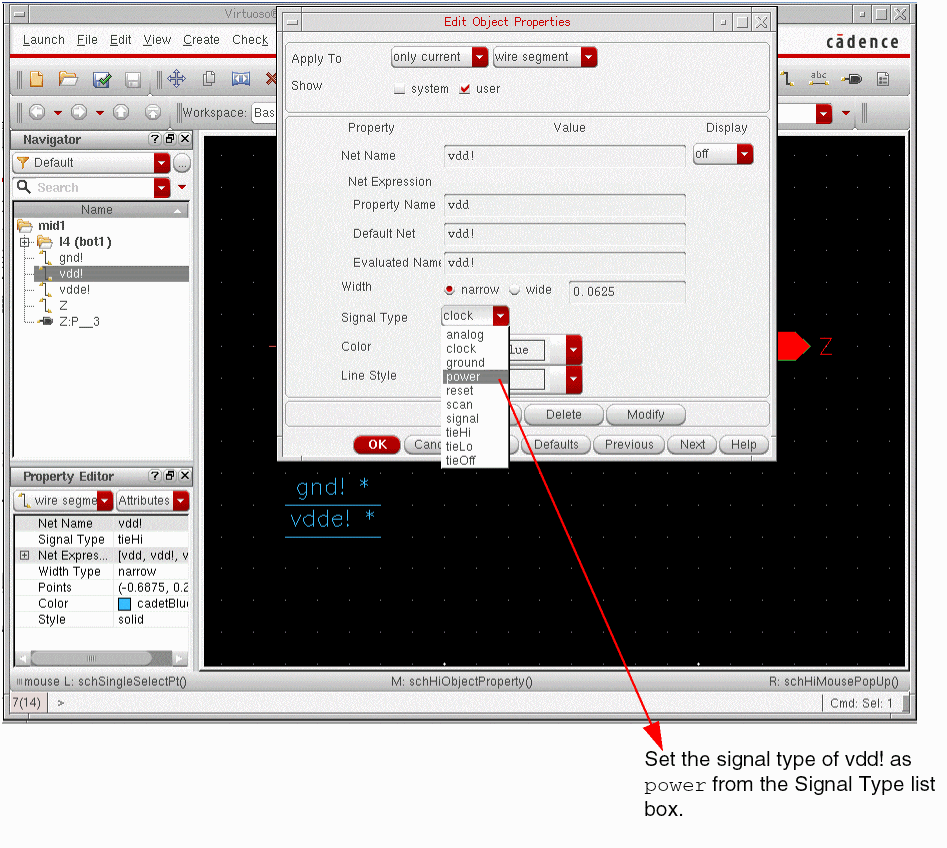 Virtuoso®
Launch File Edit View Create Check
cādence
abc
Workspace: Bas
Navigator
Default
Search
Name
mid1
I4 (bot1)
gnd!
vdd!
vdde!
Z
Z:P__3
Property Editor
wire segme Attributes
Net Name vdd!
Signal Type tieHi
Net Expres... [vdd, vdd!, v
Width Type narrow
Points (-0.6875, 0.2
Color cadetBlu
Style solid
Edit Object Properties
Apply To only current wire segment
Show system user
Property Value Display
Net Name vdd! off
Net Expression
Property Name vdd
Default Net vdd!
Evaluated Name vdd!
Width narrow wide 0.0625
Signal Type clock
analog
clock
ground
power
reset
scan
signal
tieHi
tieLo
tieOff
Color lue
Line Style
Delete Modify
OK Canc Defaults Previous Next Help
Z
gnd! *
vdde! *
mouse L: schSingleSelectPt() M: schHiObjectProperty() R: schHiMousePopUp()
7(14) > Cmd: Sel: 1
Set the signal type of vdd! as
power from the Signal Type list
box.